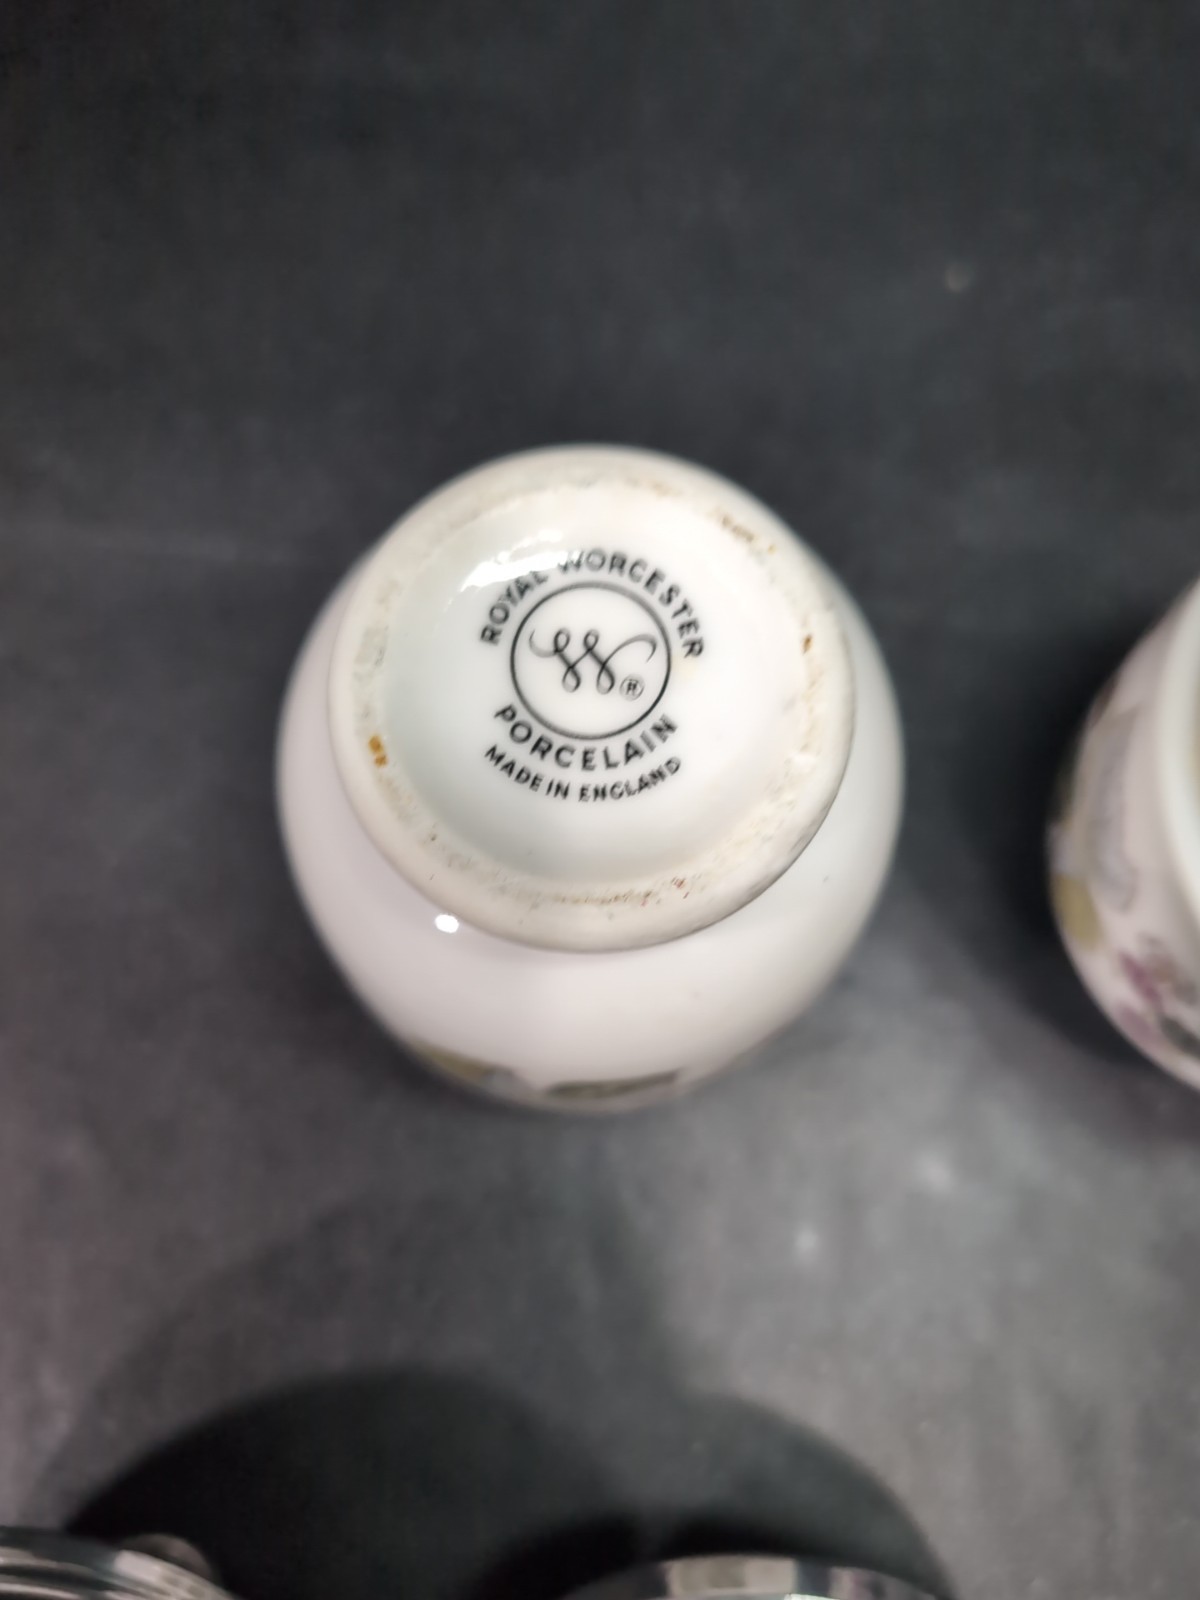 ROYAL WORCESTER
W®
PORCELAIN
MADE IN ENGLAND